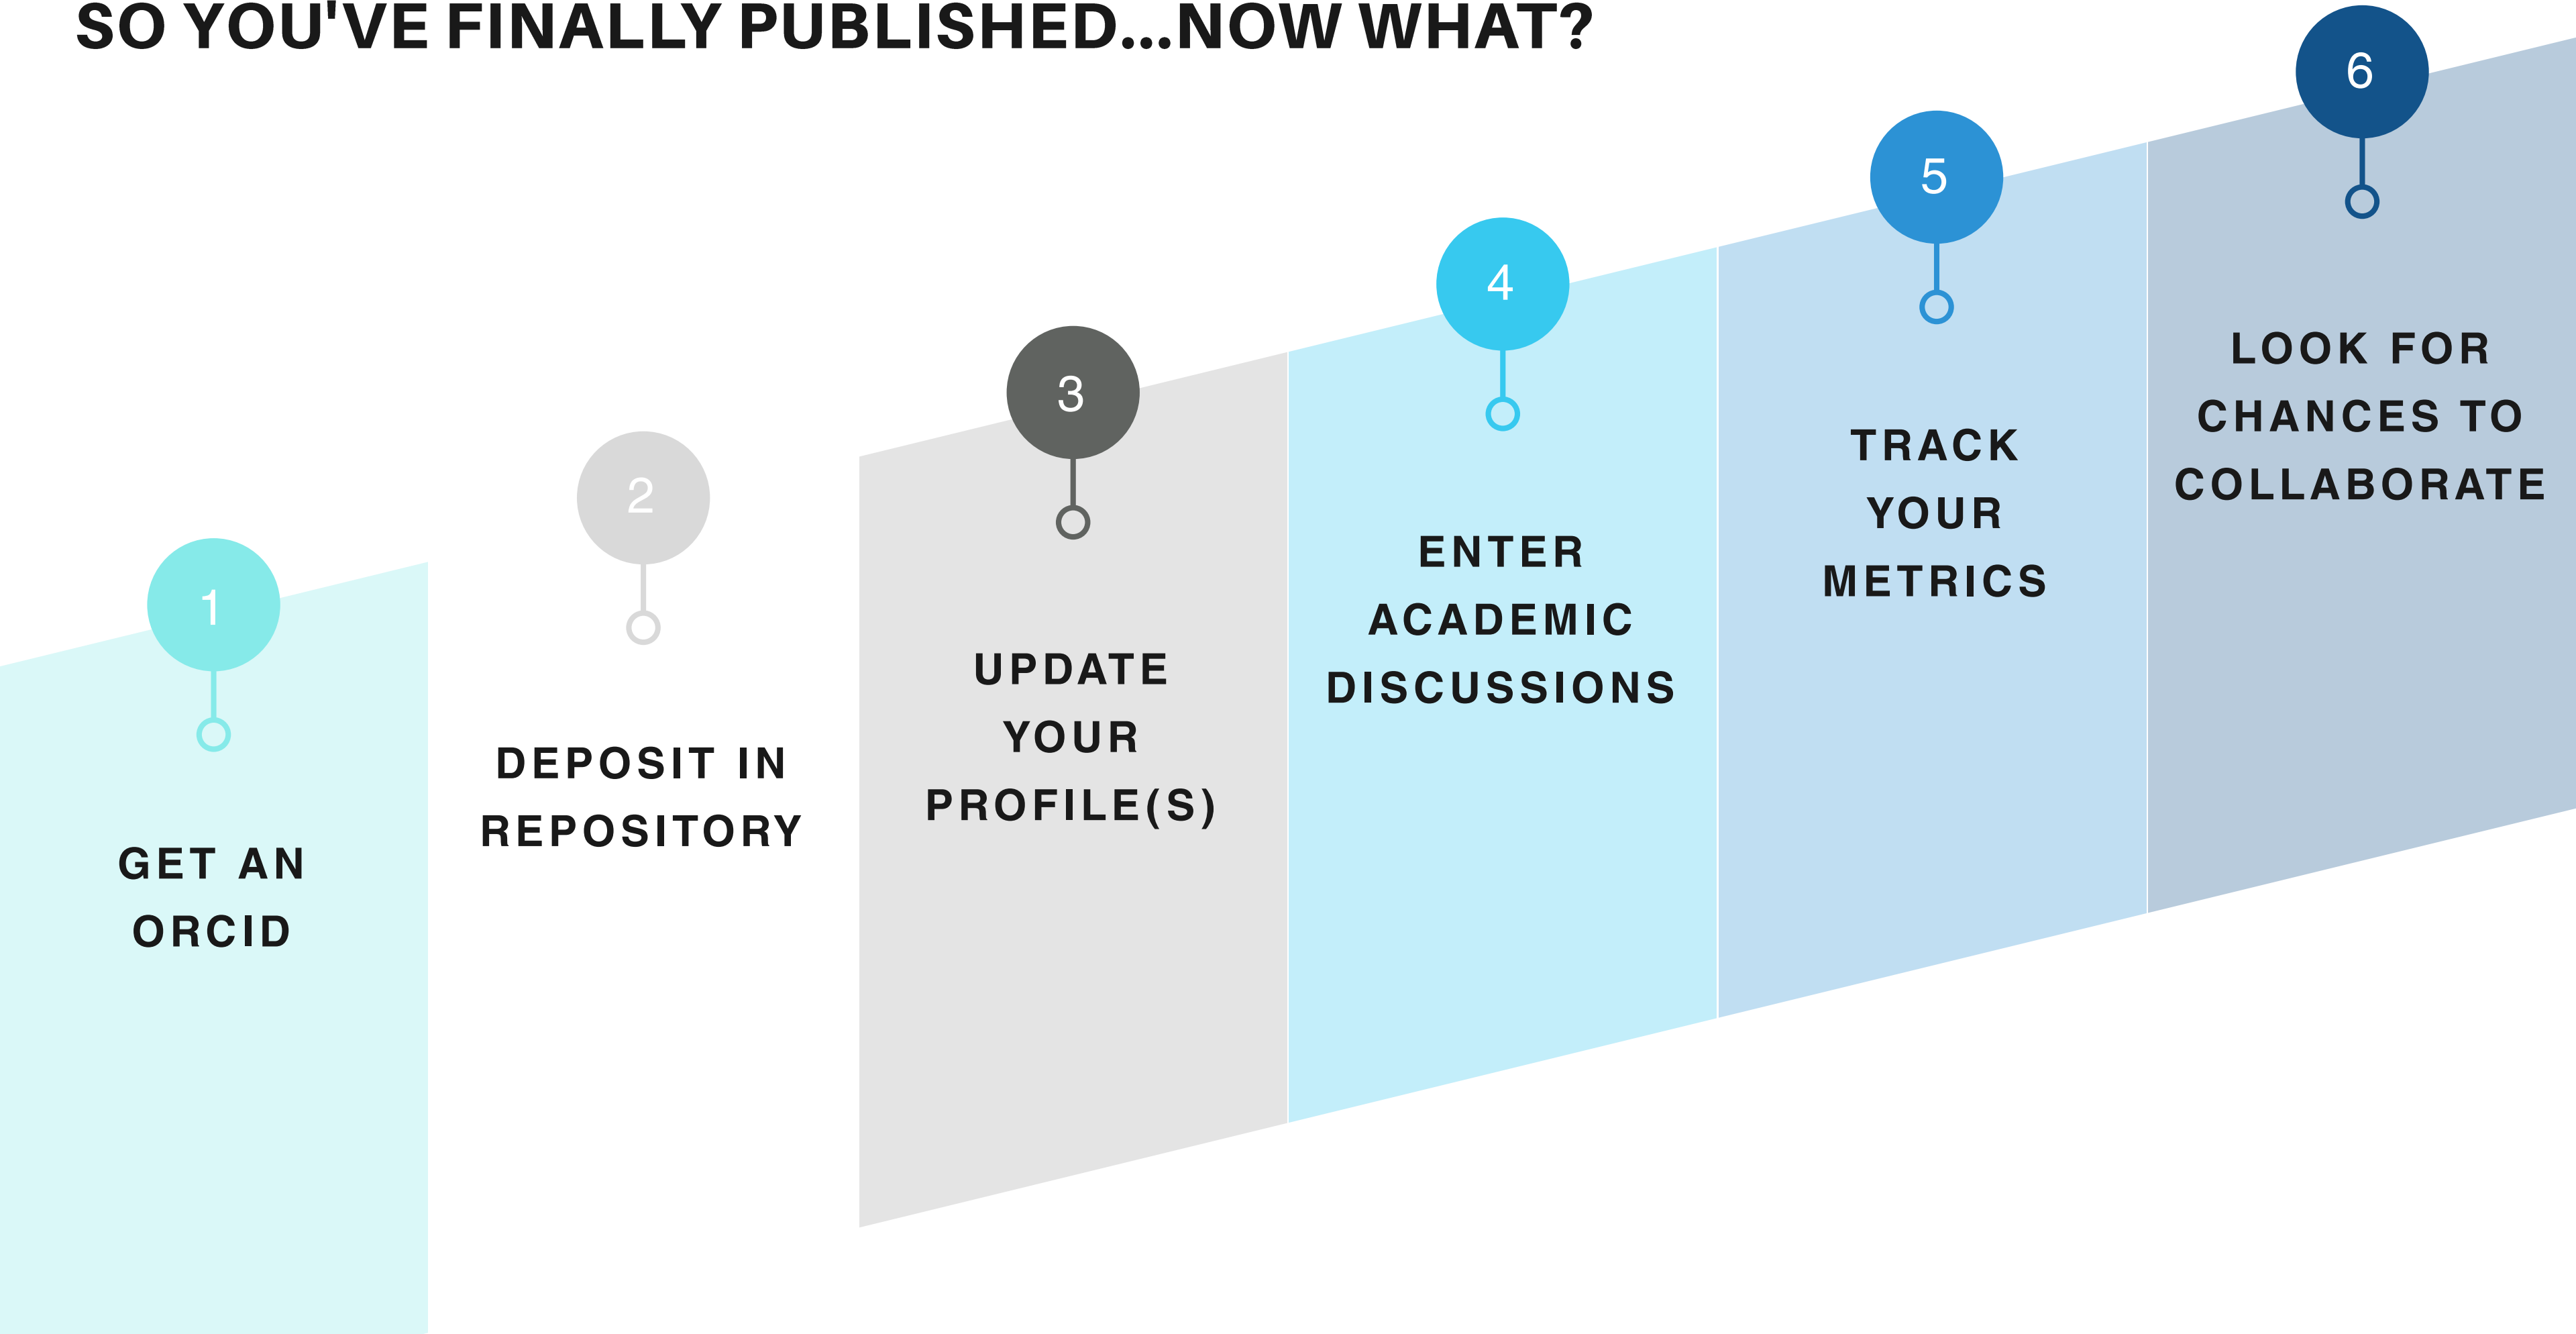 SO YOU'VE FINALLY PUBLISHED...NOW WHAT?
1
GET AN
ORCID
2
DEPOSIT IN
REPOSITORY
3
UPDATE
YOUR
PROFILE(S)
4
ENTER
ACADEMIC
DISCUSSIONS
5
TRACK
YOUR
METRICS
6
LOOK FOR
CHANCES TO
COLLABORATE